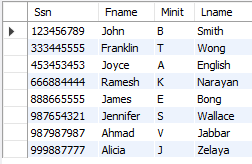 Ssn Fname Minit Lname
123456789 John B Smith
333445555 Franklin T Wong
453453453 Joyce A English
666884444 Ramesh K Narayan
888665555 James E Bong
987654321 Jennifer S Wallace
987987987 Ahmad V Jabbar
999887777 Alicia J Zelaya